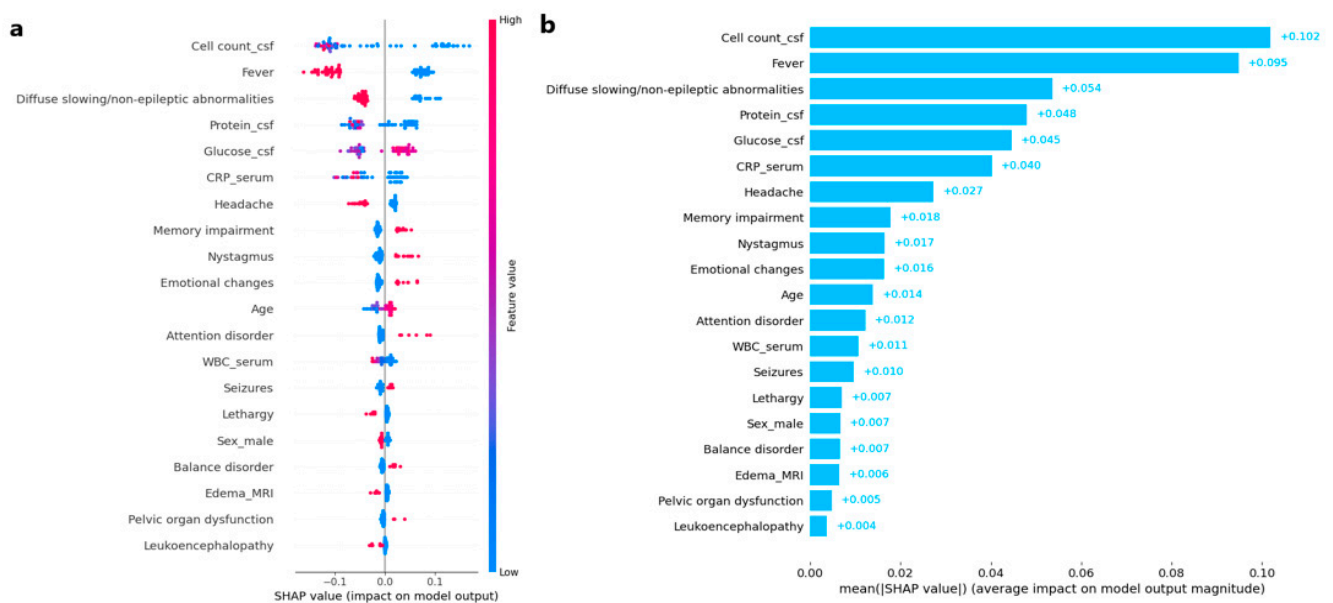 a
Cell count_csf
Fever
Diffuse slowing/non-epileptic abnormalities
Protein_csf
Glucose_csf
CRP_serum
Headache
Memory impairment
Nystagmus
Emotional changes
Age
Attention disorder
WBC_serum
Seizures
Lethargy
Sex_male
Balance disorder
Edema_MRI
Pelvic organ dysfunction
Leukoencephalopathy
−0.1 0.0 0.1
SHAP value (impact on model output)
High
Feature value
Low
b
Cell count_csf +0.102
Fever +0.095
Diffuse slowing/non-epileptic abnormalities +0.054
Protein_csf +0.048
Glucose_csf +0.045
CRP_serum +0.040
Headache +0.027
Memory impairment +0.018
Nystagmus +0.017
Emotional changes +0.016
Age +0.014
Attention disorder +0.012
WBC_serum +0.011
Seizures +0.010
Lethargy +0.007
Sex_male +0.007
Balance disorder +0.007
Edema_MRI +0.006
Pelvic organ dysfunction +0.005
Leukoencephalopathy +0.004
0.00 0.02 0.04 0.06 0.08 0.10
mean(|SHAP value|) (average impact on model output magnitude)